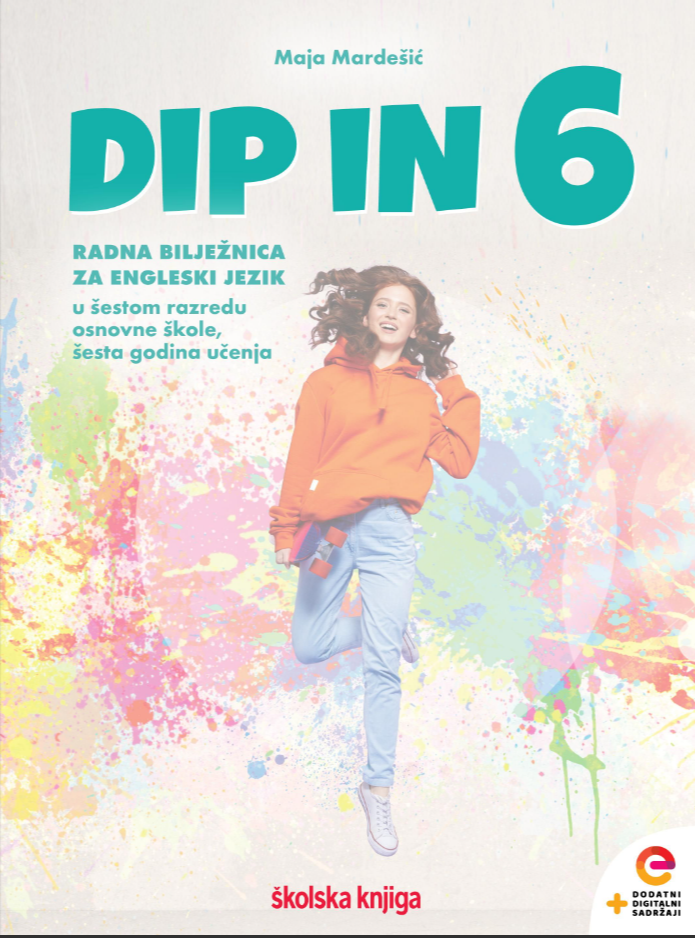 Maja Mardešić
DIP IN 6
RADNA BILJEŽNICA
ZA ENGLESKI JEZIK
u šestom razredu
osnovne škole,
šesta godina učenja
školska knjiga
e
+ DODATNI
DIGITALNI
SADRŽAJI